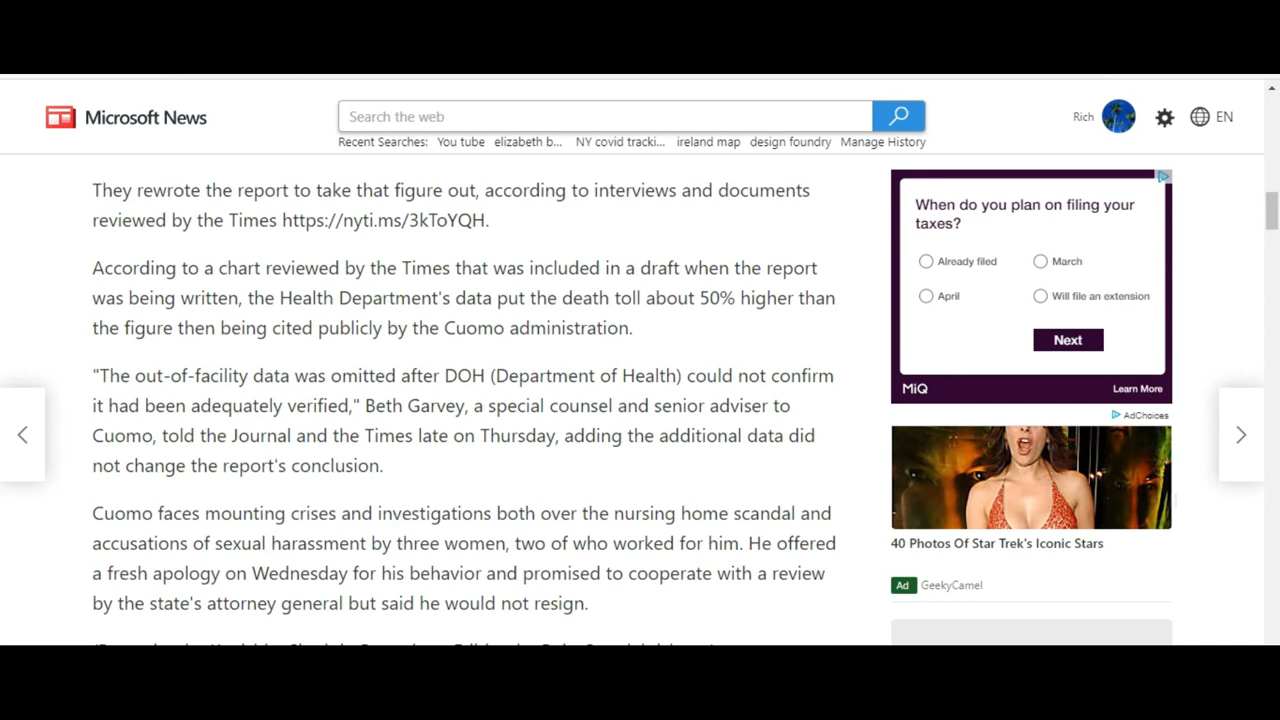 Microsoft News
Search the web
Rich
EN
Recent Searches: You tube elizabeth b... NY covid tracki... ireland map design foundry Manage History
They rewrote the report to take that figure out, according to interviews and documents
reviewed by the Times https://nyti.ms/3kToYQH.
According to a chart reviewed by the Times that was included in a draft when the report
was being written, the Health Department's data put the death toll about 50% higher than
the figure then being cited publicly by the Cuomo administration.
"The out-of-facility data was omitted after DOH (Department of Health) could not confirm
it had been adequately verified," Beth Garvey, a special counsel and senior adviser to
Cuomo, told the Journal and the Times late on Thursday, adding the additional data did
not change the report's conclusion.
Cuomo faces mounting crises and investigations both over the nursing home scandal and
accusations of sexual harassment by three women, two of who worked for him. He offered
a fresh apology on Wednesday for his behavior and promised to cooperate with a review
by the state's attorney general but said he would not resign.
When do you plan on filing your
taxes?
Already filed March
April Will file an extension
Next
MiQ Learn More
AdChoices
40 Photos Of Star Trek's Iconic Stars
Ad GeekyCamel